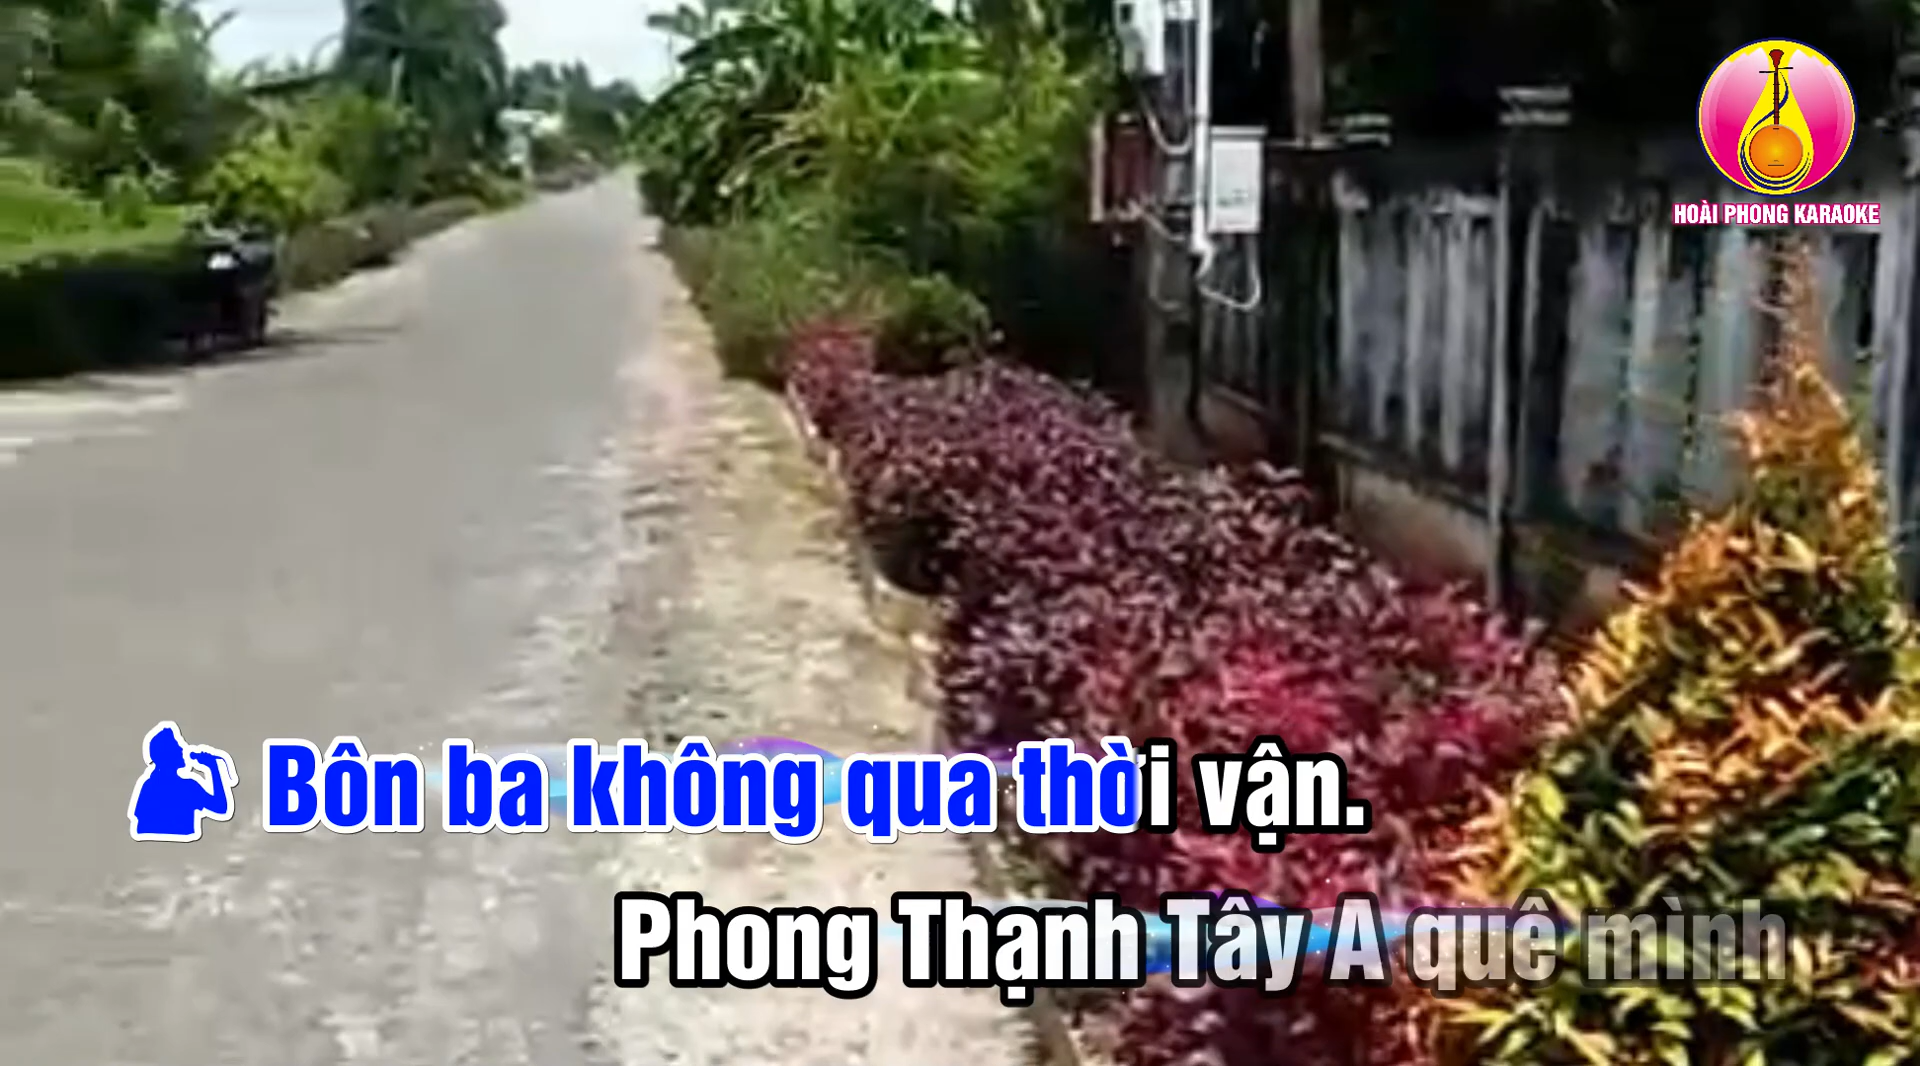 HOÀI PHONG KARAOKE
Bôn ba không qua thời vận.
Phong Thạnh Tây A quê mình